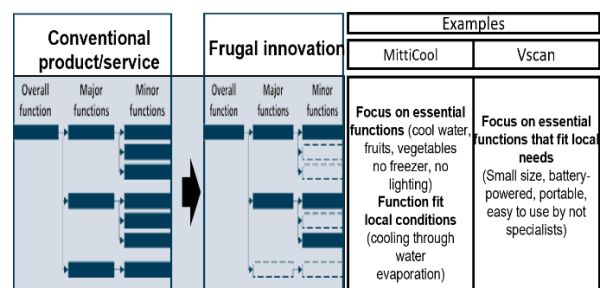 Conventional
product/service
Frugal innovation
Examples
MittiCool
Vscan
Overall
function
Major
functions
Minor
functions
Overall
function
Major
functions
Minor
functions
Focus on essential
functions (cool water,
fruits, vegetables
no freezer, no
lighting)
Function fit
local conditions
(cooling through
water
evaporation)
Focus on essential
functions that fit local
needs
(Small size, battery-
powered, portable,
easy to use by not
specialists)